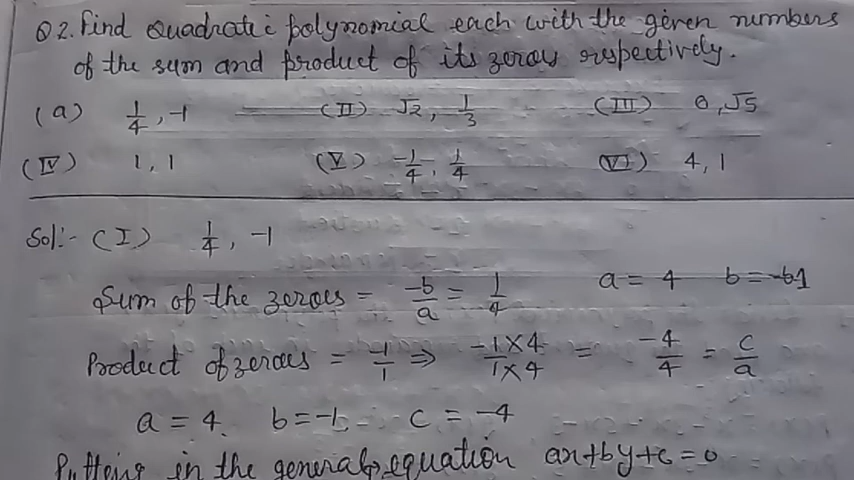 Q2. Find Quadratic polynomial each with the given numbers
of the sum and product of its zeroes respectively.
(a) 1/4, -1 (II) √2, 1/3 (III) 0, √5
(IV) 1, 1 (V) -1/4, 1/4 (VI) 4, 1
Sol:- (I) 1/4, -1
Sum of the zeroes = -b/a = 1/4 a = 4 b = -1
Product of zeroes = -1/1 ⇒ -1×4/1×4 = -4/4 = c/a
a = 4 b = -1 c = -4
Putting in the general equation ax+by+c=0